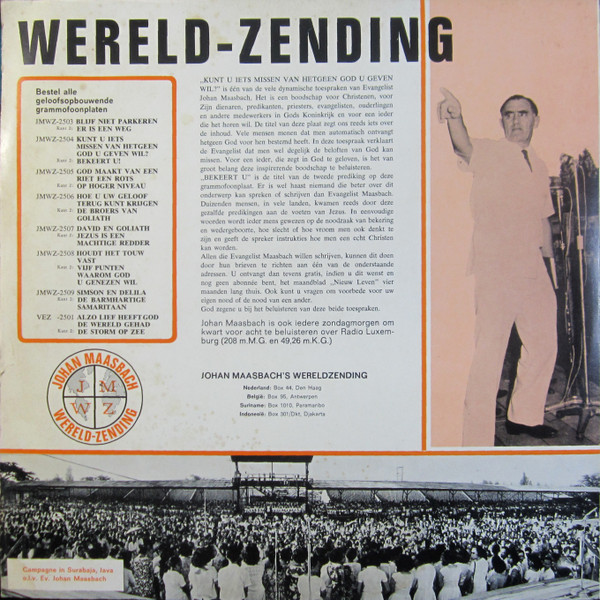 WERELD-ZENDING
Bestel alle
geloofsopbouwende
grammofoonplaten
JMWZ-2503 BLIJF NIET PARKEREN
Kant 2: ER IS EEN WEG
JMWZ-2504 KUNT U IETS
MISSEN VAN HETGEEN
GOD U GEVEN WIL?
Kant 2: BEKEERT U!
JMWZ-2505 GOD MAAKT VAN EEN
RIET EEN ROTS
Kant 2: OP HOGER NIVEAU
JMWZ-2506 HOE U UW GELOOF
TERUG KUNT KRIJGEN
Kant 2: DE BROERS VAN
GOLIATH
JMWZ-2507 DAVID EN GOLIATH
Kant 2: JEZUS IS EEN
MACHTIGE REDDER
JMWZ-2508 HOUDT HET TOUW
VAST
Kant 2: VIJF PUNTEN
WAAROM GOD
U GENEZEN WIL
JMWZ-2509 SIMSON EN DELILA
Kant 2: DE BARMHARTIGE
SAMARITAAN
VEZ -2501 ALZO LIEF HEEFT GOD
DE WERELD GEHAD
Kant 2: DE STORM OP ZEE
„KUNT U IETS MISSEN VAN HETGEEN GOD U GEVEN
WIL?" is één van de vele dynamische toespraken van Evangelist
Johan Maasbach. Het is een boodschap voor Christenen, voor
Zijn dienaren, predikanten, priesters, evangelisten, ouderlingen
en andere medewerkers in Gods Koninkrijk en voor een ieder
die het horen wil. De titel van deze plaat zegt ons reeds iets over
de inhoud. Vele mensen menen dat men automatisch ontvangt
hetgeen God voor hen bestemd heeft. In deze toespraak verklaart
de Evangelist dat men wel degelijk de beloften van God kan
missen. Voor een ieder, die zegt in God te geloven, is het van
groot belang deze inspirerende boodschap te beluisteren.
„BEKEERT U" is de titel van de tweede prediking op deze
grammofoonplaat. Er is wel haast niemand die beter over dit
onderwerp kan spreken of schrijven dan Evangelist Maasbach.
Duizenden mensen, in vele landen, kwamen reeds door deze
gezalfde predikingen aan de voeten van Jezus. In eenvoudige
woorden wordt ieder mens gewezen op de noodzaak van bekering
en wedergeboorte, hoe slecht of hoe vroom men ook denkt te
zijn en geeft de spreker instrukties hoe men een echt Christen
kan worden.
Allen die Evangelist Maasbach willen schrijven, kunnen dit doen
door hun brieven te richten aan één van de onderstaande
adressen. U ontvangt dan tevens gratis, indien u dit wenst en
nog geen abonnée bent, het maandblad „Nieuw Leven" vier
maanden lang thuis. Ook kunt u vragen om voorbede voor uw
eigen nood of de nood van een ander.
God zegene u bij het beluisteren van deze beide toespraken.
Johan Maasbach is ook iedere zondagmorgen om
kwart voor acht te beluisteren over Radio Luxem-
burg (208 m.M.G. en 49,26 m.K.G.)
JOHAN MAASBACH'S WERELDZENDING
Nederland: Box 44, Den Haag
België: Box 95, Antwerpen
Suriname: Box 1010, Paramaribo
Indonesië: Box 301/Dkt, Djakarta
JOHAN MAASBACH
J M
W Z
WERELD-ZENDING
Campagne in Surabaja, Java
o.l.v. Ev. Johan Maasbach